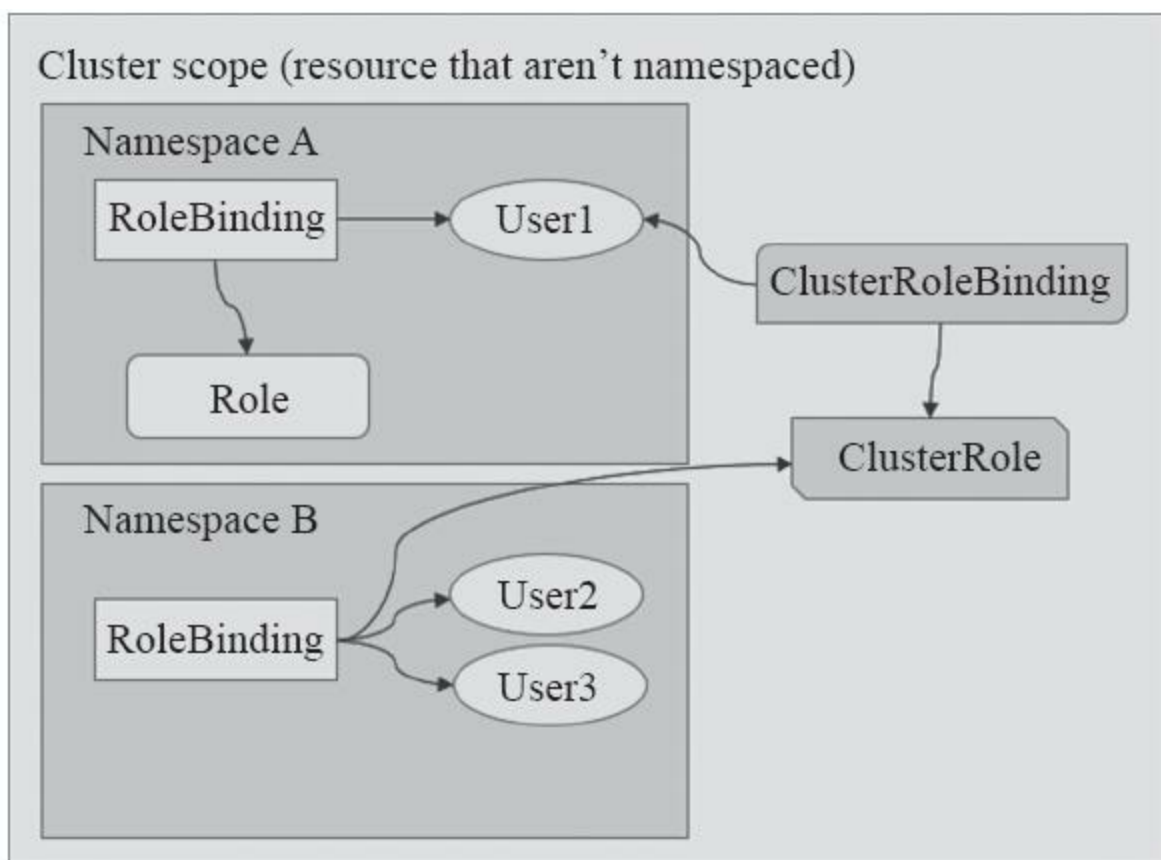 Cluster scope (resource that aren’t namespaced)
Namespace A
RoleBinding
User1
ClusterRoleBinding
Role
ClusterRole
Namespace B
RoleBinding
User2
User3